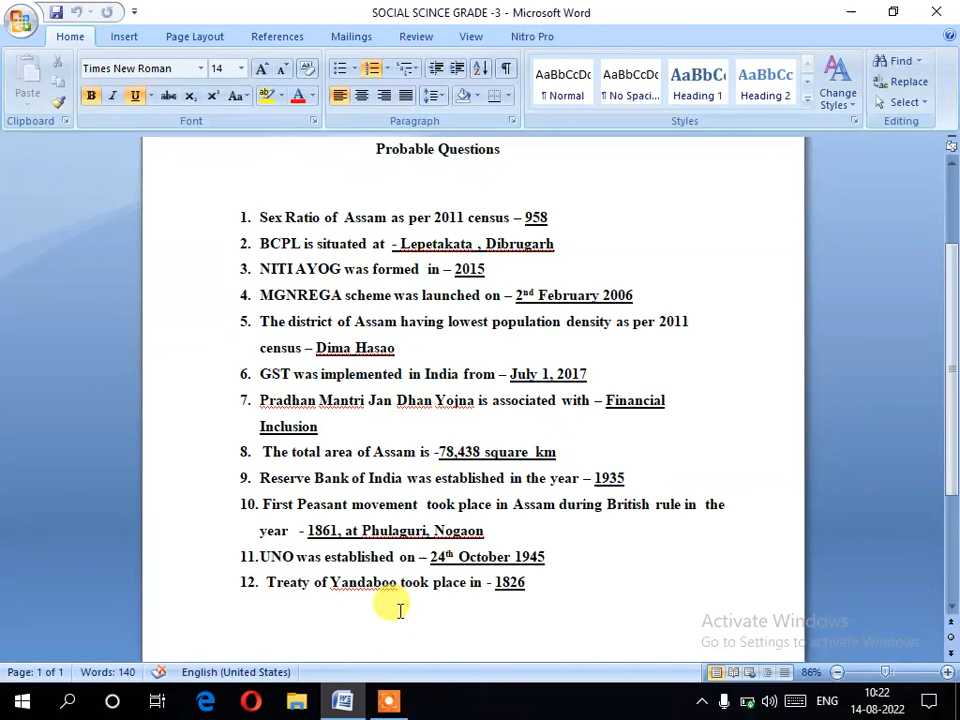 SOCIAL SCINCE GRADE -3 - Microsoft Word
Home Insert Page Layout References Mailings Review View Nitro Pro
Times New Roman 14
Find
AaBbCcDc AaBbCcDc AaBbCc AaBbCc
Replace
Paste
B I U abc X₂ X² Aa A
¶ Normal ¶ No Spaci... Heading 1 Heading 2
Change Styles
Select
Clipboard Font Paragraph Styles Editing
Probable Questions
1. Sex Ratio of Assam as per 2011 census – 958
2. BCPL is situated at - Lepetakata , Dibrugarh
3. NITI AYOG was formed in – 2015
4. MGNREGA scheme was launched on – 2nd February 2006
5. The district of Assam having lowest population density as per 2011
census – Dima Hasao
6. GST was implemented in India from – July 1, 2017
7. Pradhan Mantri Jan Dhan Yojna is associated with – Financial
Inclusion
8. The total area of Assam is -78,438 square km
9. Reserve Bank of India was established in the year – 1935
10. First Peasant movement took place in Assam during British rule in the
year - 1861, at Phulaguri, Nogaon
11. UNO was established on – 24th October 1945
12. Treaty of Yandaboo took place in - 1826
Activate Windows
Go to Settings to activate Windows.
Page: 1 of 1 Words: 140 English (United States) 86%
ENG 10:22
14-08-2022